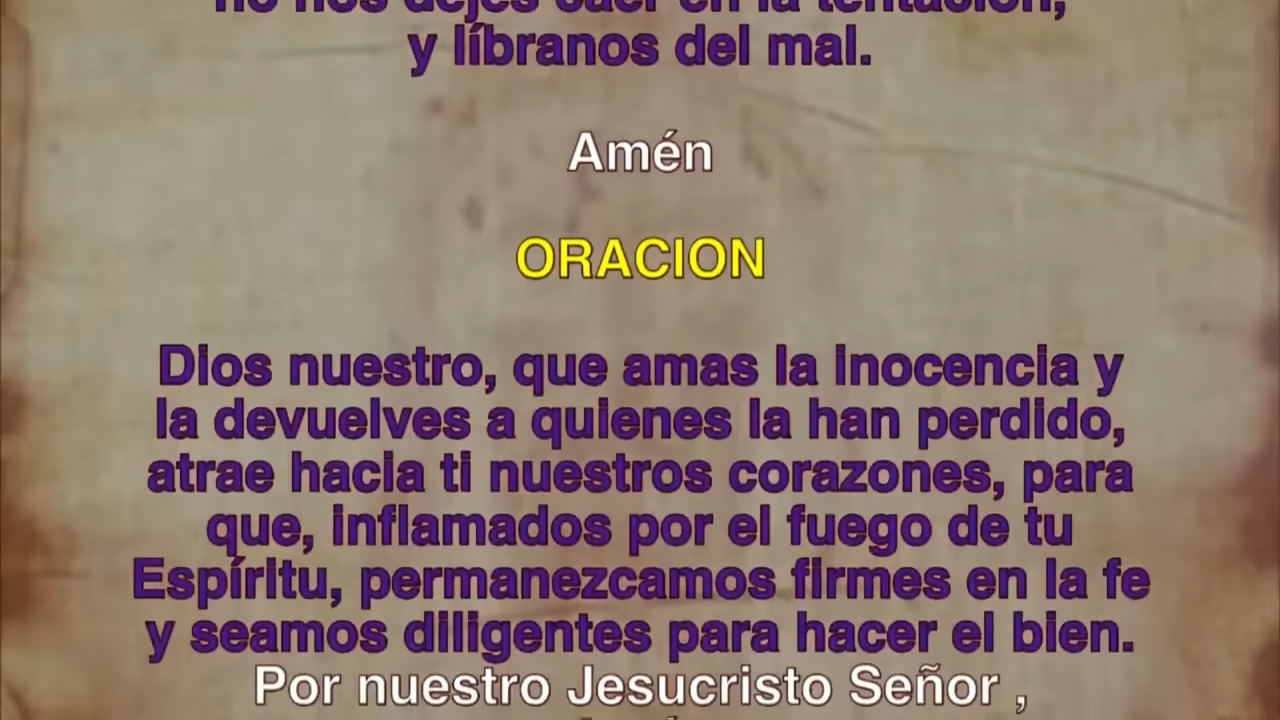 no nos dejes caer en la tentación,
y líbranos del mal.
Amén
ORACION
Dios nuestro, que amas la inocencia y
la devuelves a quienes la han perdido,
atrae hacia ti nuestros corazones, para
que, inflamados por el fuego de tu
Espíritu, permanezcamos firmes en la fe
y seamos diligentes para hacer el bien.
Por nuestro Jesucristo Señor ,